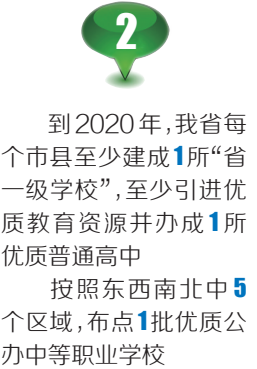 2
到2020年,我省每
个市县至少建成1所“省
一级学校”,至少引进优
质教育资源并办成1所
优质普通高中
按照东西南北中5
个区域,布点1批优质公
办中等职业学校